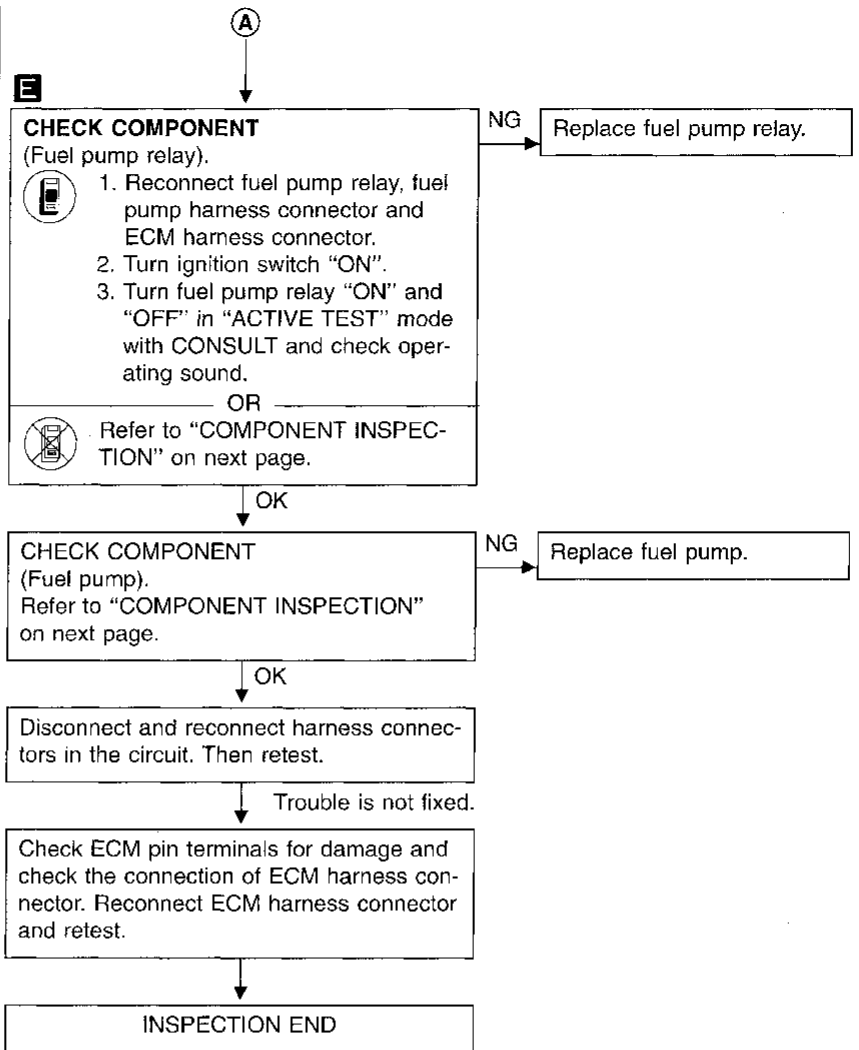 A
E
CHECK COMPONENT
(Fuel pump relay).
1. Reconnect fuel pump relay, fuel
pump harness connector and
ECM harness connector.
2. Turn ignition switch “ON”.
3. Turn fuel pump relay “ON” and
“OFF” in “ACTIVE TEST” mode
with CONSULT and check oper-
ating sound.
OR
Refer to “COMPONENT INSPEC-
TION” on next page.
NG
Replace fuel pump relay.
OK
CHECK COMPONENT
(Fuel pump).
Refer to “COMPONENT INSPECTION”
on next page.
NG
Replace fuel pump.
OK
Disconnect and reconnect harness connec-
tors in the circuit. Then retest.
Trouble is not fixed.
Check ECM pin terminals for damage and
check the connection of ECM harness con-
nector. Reconnect ECM harness connector
and retest.
INSPECTION END